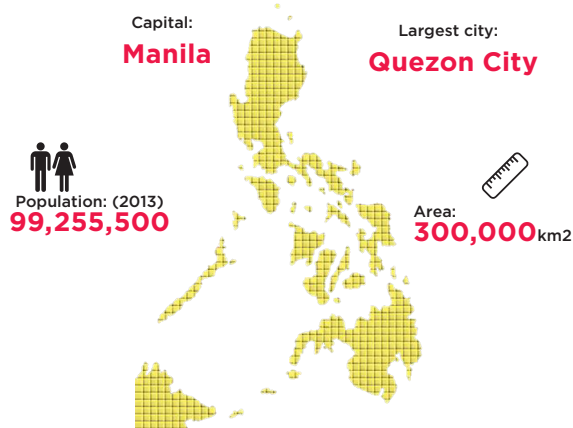 Capital:
Manila
Largest city:
Quezon City
Population: (2013)
99,255,500
Area:
300,000km2